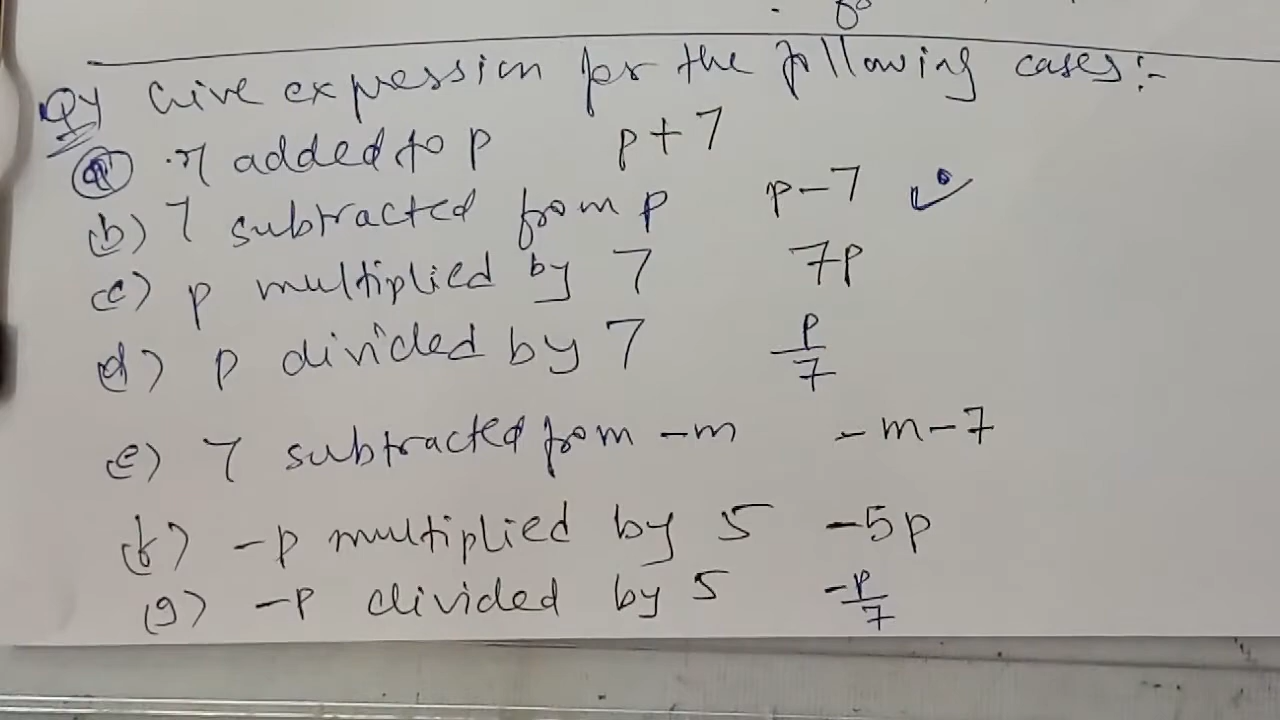 Q4 Give expression for the following cases:-
(a) 7 added to p p + 7
(b) 7 subtracted from p p - 7
(c) p multiplied by 7 7p
(d) p divided by 7 p/7
(e) 7 subtracted from -m -m-7
(f) -p multiplied by 5 -5p
(g) -p divided by 5 -p/7